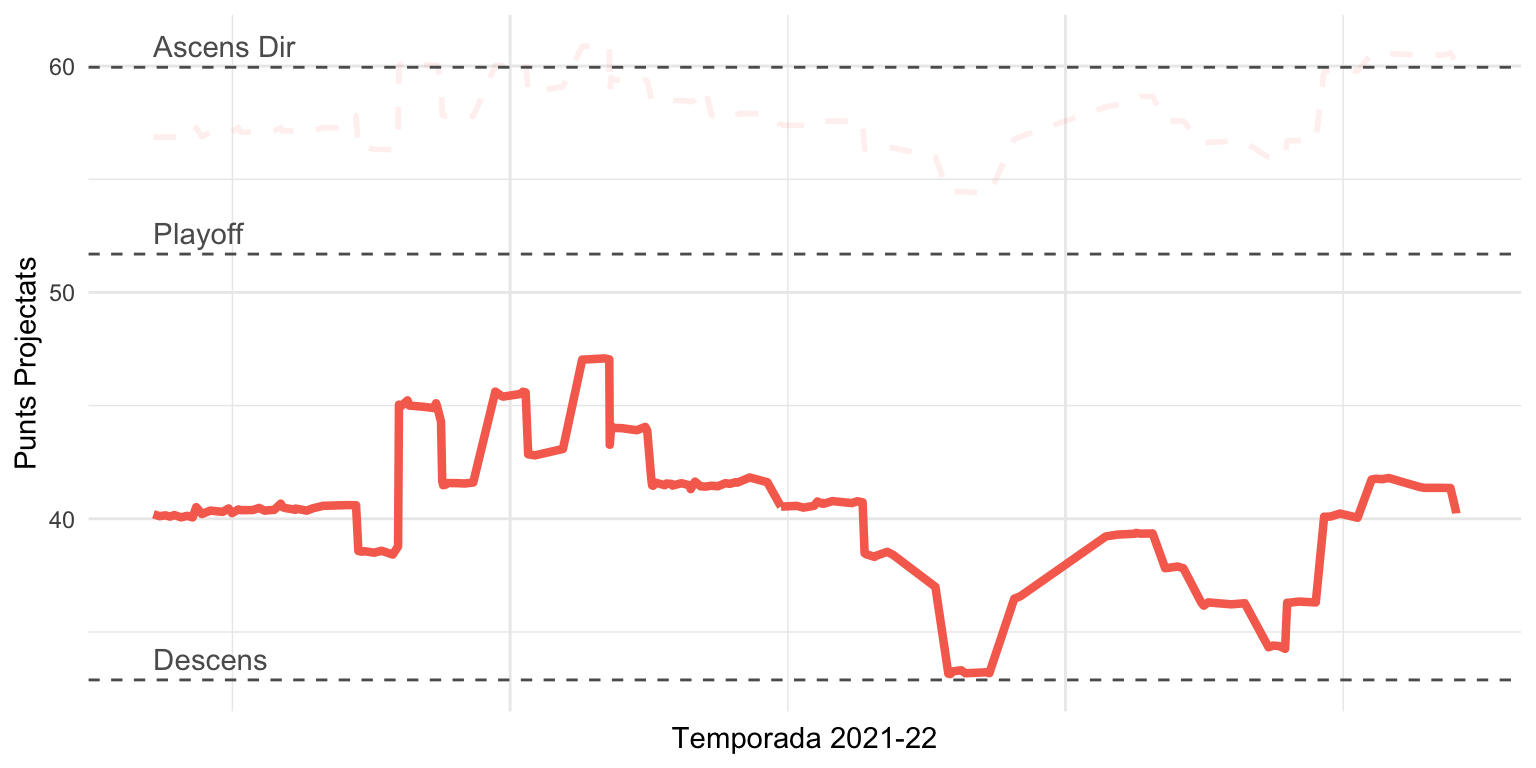 Ascens Dir
60
Playoff
50
Punts Projectats
40
Descens
Temporada 2021-22